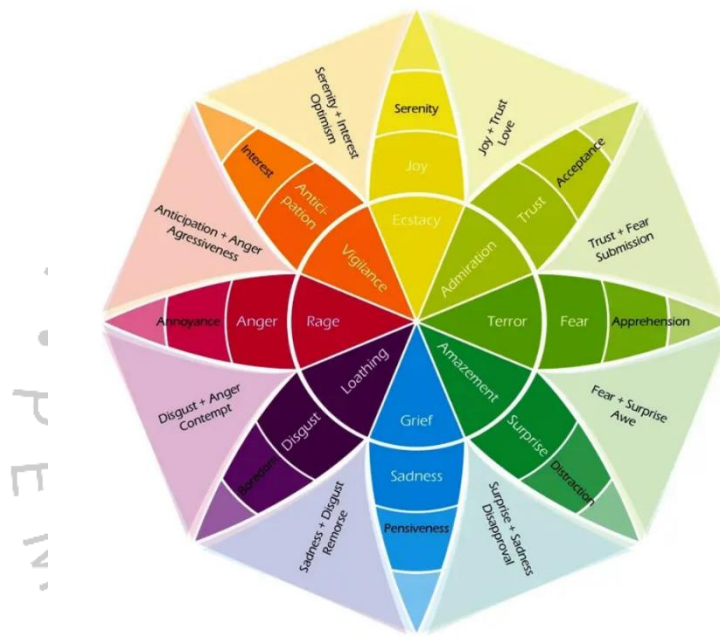 Serenity + Interest
Optimism
Serenity
Joy
Ecstacy
Joy + Trust
Love
Acceptance
Trust
Admiration
Trust + Fear
Submission
Interest
Antici-
pation
Vigilance
Anticipation + Anger
Agressiveness
Annoyance
Anger
Rage
Terror
Fear
Apprehension
Disgust + Anger
Contempt
Loathing
Disgust
Boredom
Amazement
Surprise
Distraction
Fear + Surprise
Awe
Grief
Sadness
Pensiveness
Sadness + Disgust
Remorse
Surprise + Sadness
Disapproval